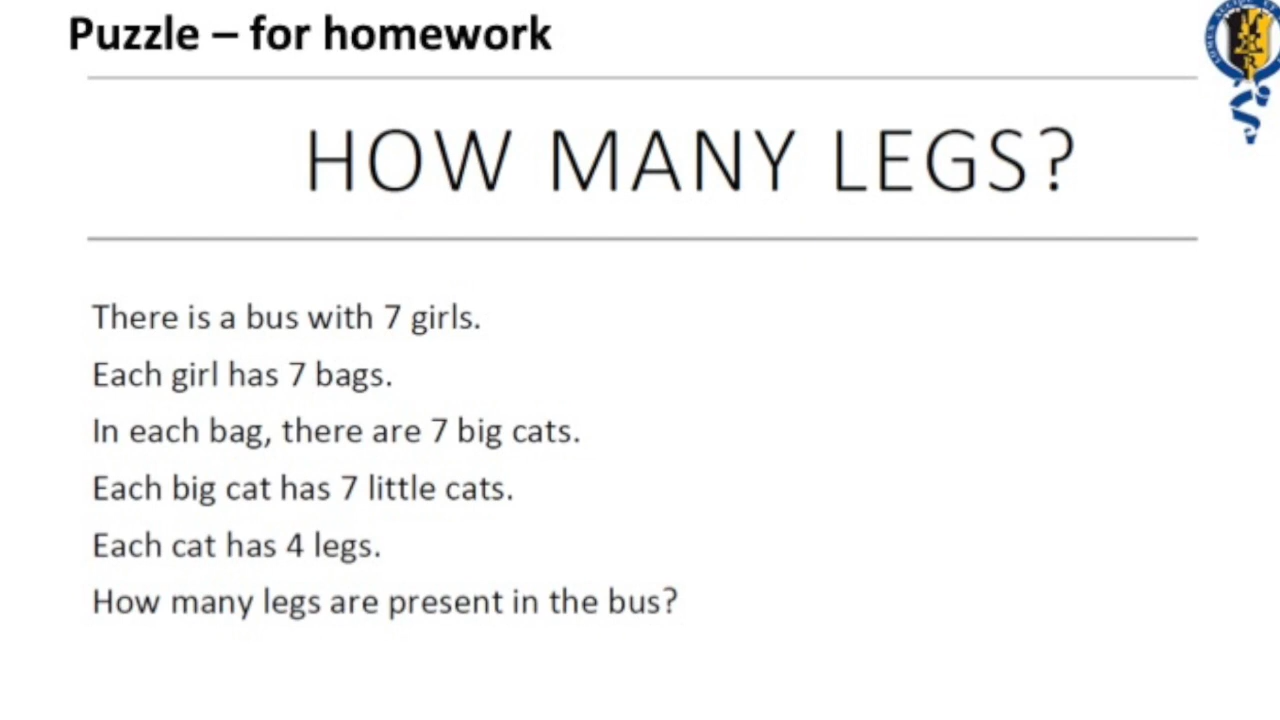 Puzzle – for homework
HOW MANY LEGS?
There is a bus with 7 girls.
Each girl has 7 bags.
In each bag, there are 7 big cats.
Each big cat has 7 little cats.
Each cat has 4 legs.
How many legs are present in the bus?